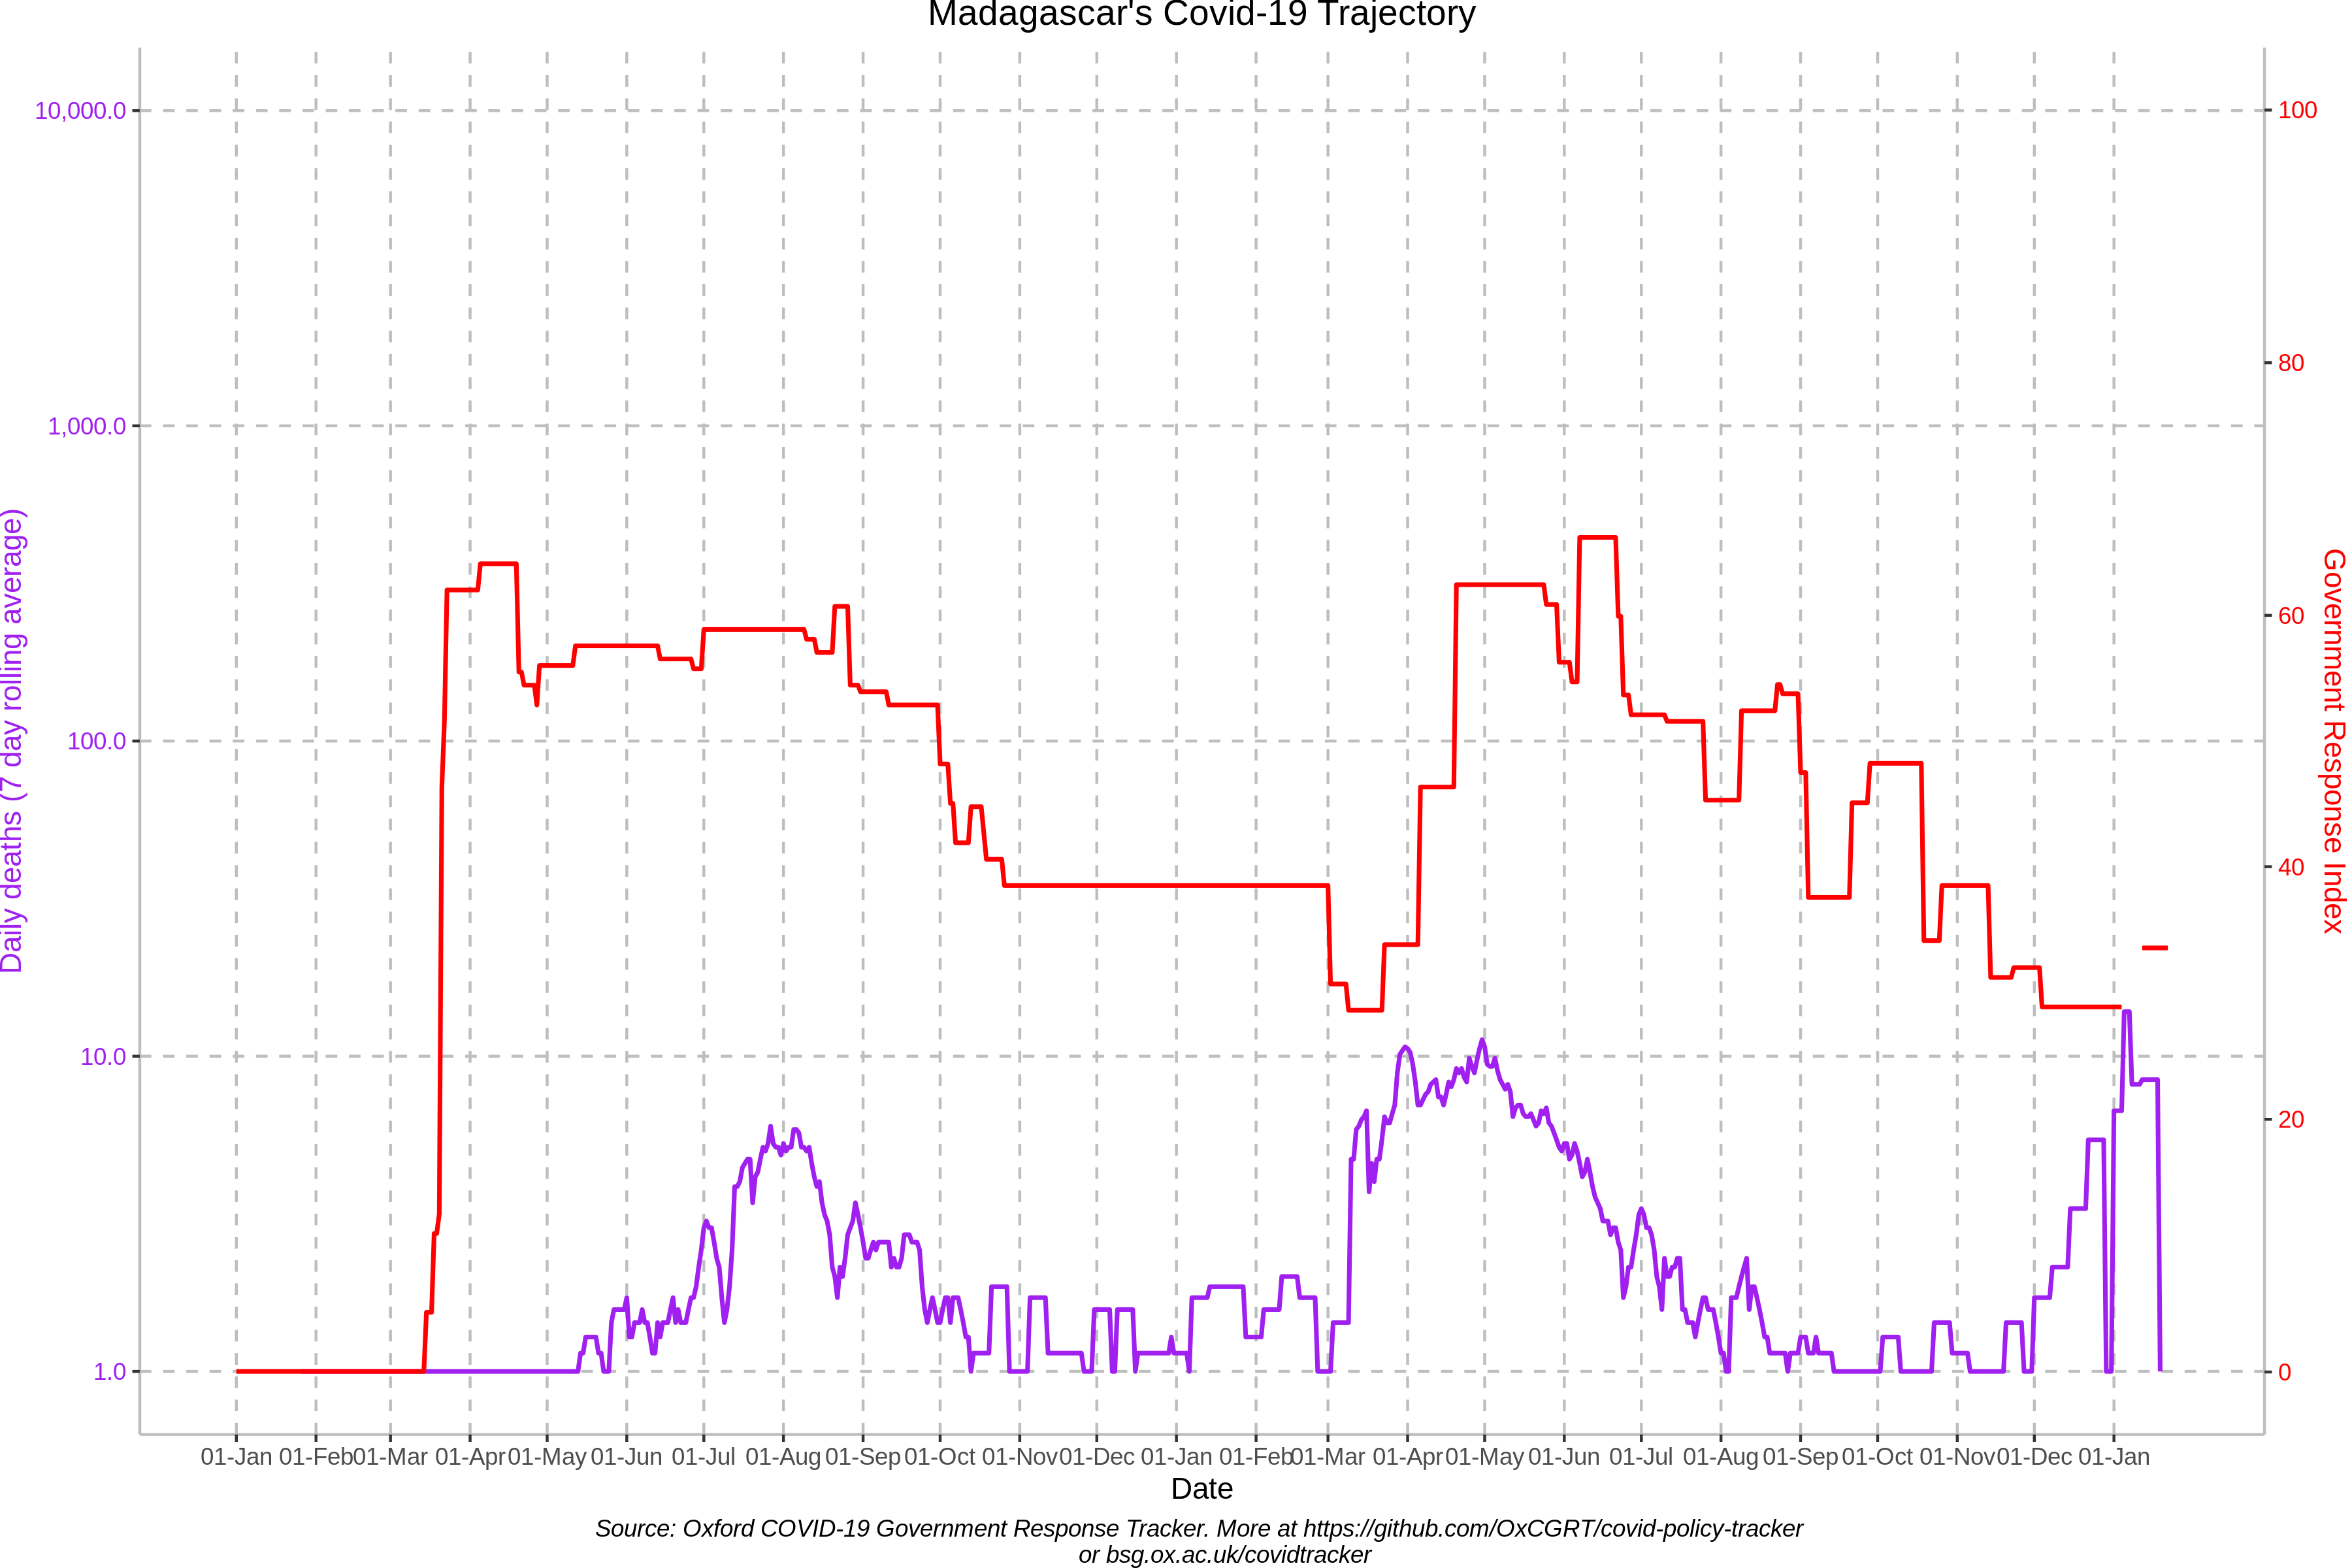 Madagascar's Covid-19 Trajectory
10,000.0
1,000.0
100.0
10.0
1.0
Daily deaths (7 day rolling average)
100
80
60
40
20
0
Government Response Index
01-Jan 01-Feb 01-Mar 01-Apr 01-May 01-Jun 01-Jul 01-Aug 01-Sep 01-Oct 01-Nov 01-Dec 01-Jan 01-Feb 01-Mar 01-Apr 01-May 01-Jun 01-Jul 01-Aug 01-Sep 01-Oct 01-Nov 01-Dec 01-Jan
Date
Source: Oxford COVID-19 Government Response Tracker. More at https://github.com/OxCGRT/covid-policy-tracker
or bsg.ox.ac.uk/covidtracker